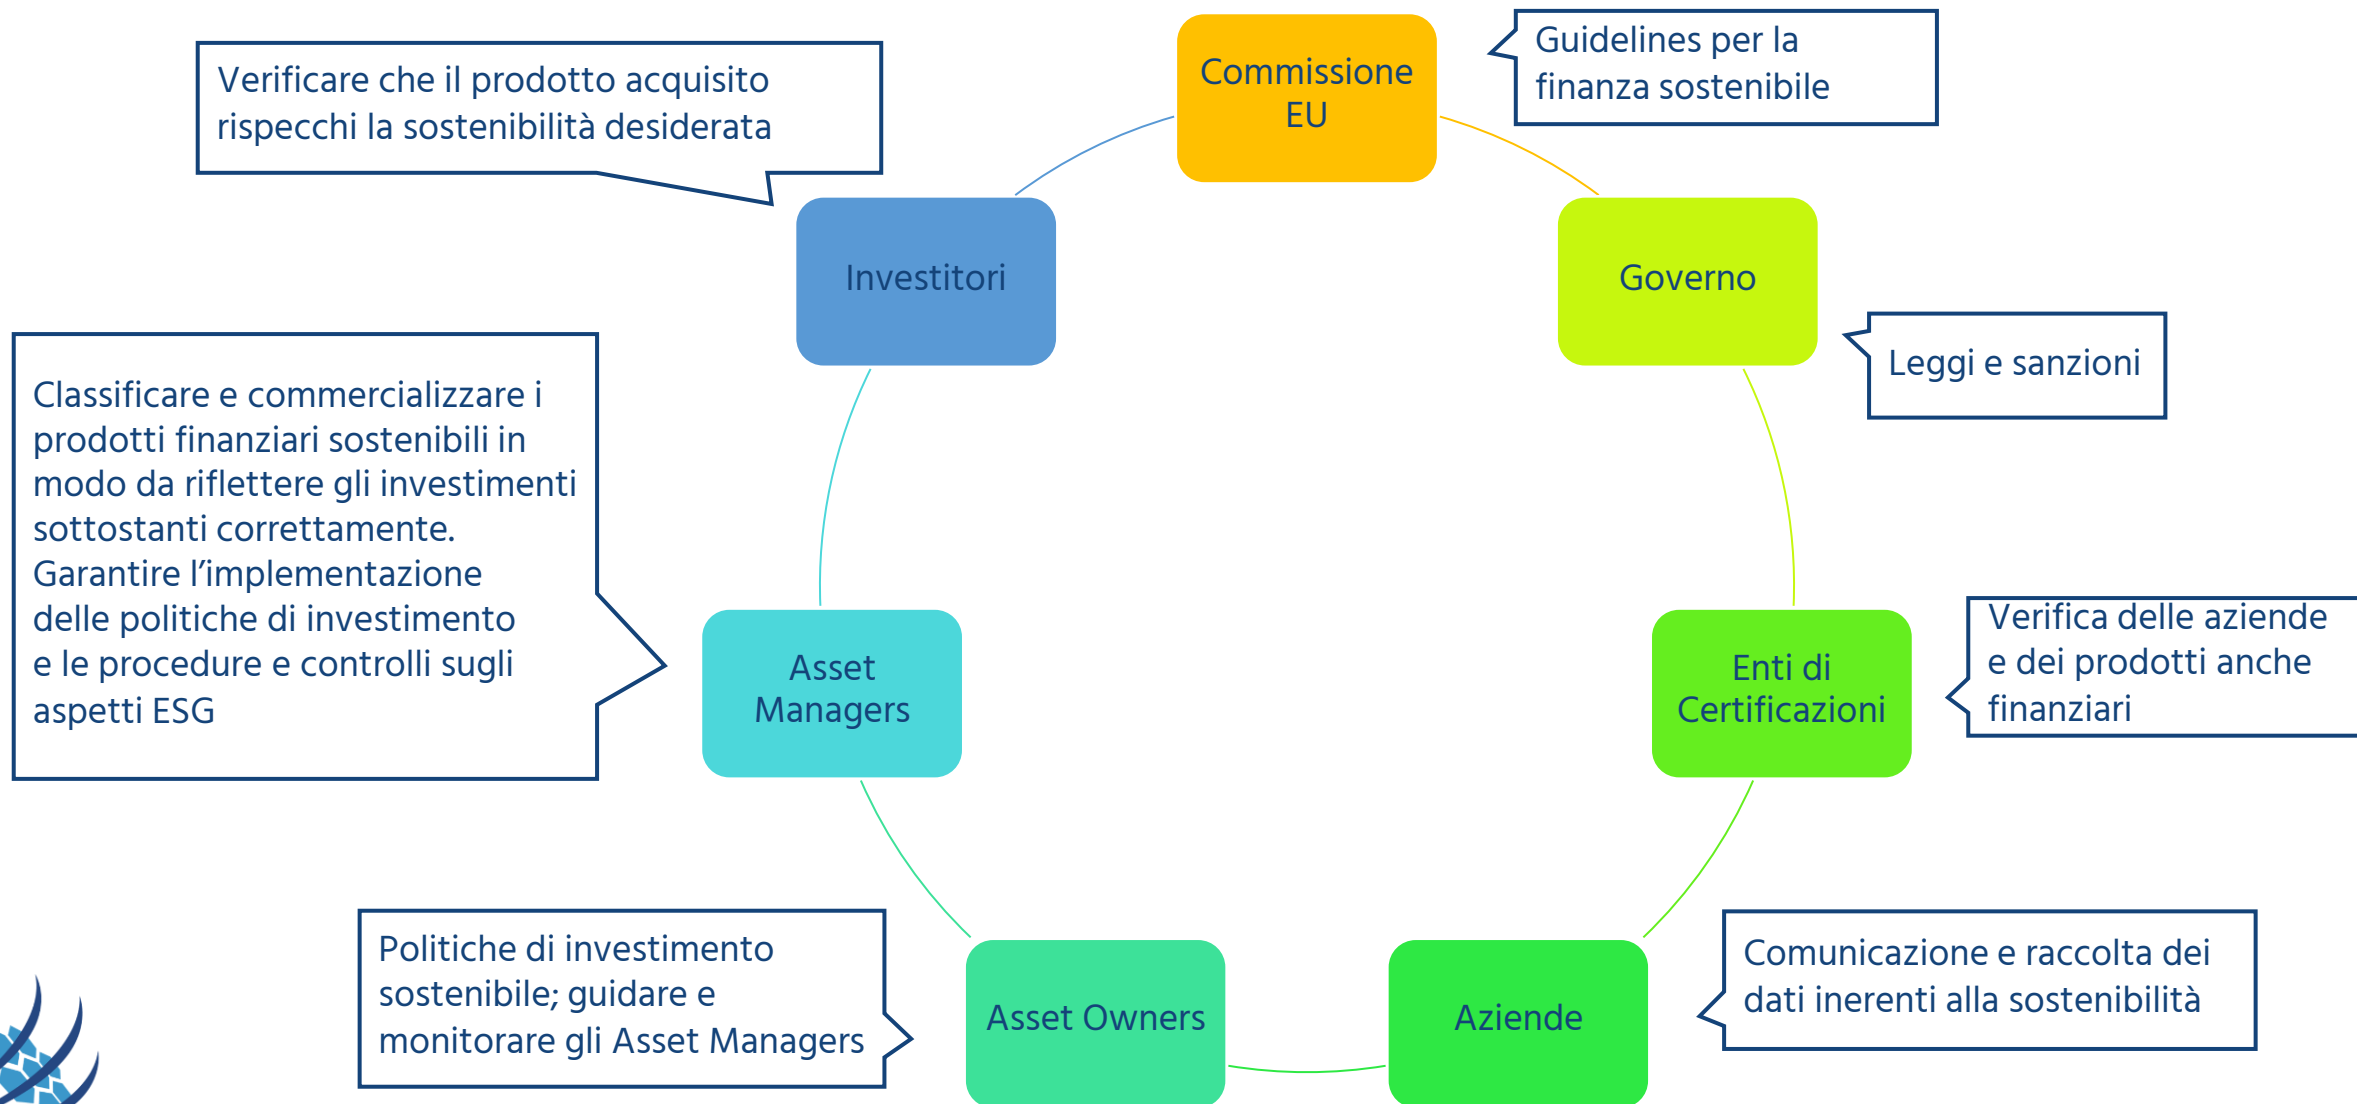 Commissione
EU
Guidelines per la
finanza sostenibile
Verificare che il prodotto acquisito
rispecchi la sostenibilità desiderata
Investitori
Governo
Leggi e sanzioni
Classificare e commercializzare i
prodotti finanziari sostenibili in
modo da riflettere gli investimenti
sottostanti correttamente.
Garantire l’implementazione
delle politiche di investimento
e le procedure e controlli sugli
aspetti ESG
Asset
Managers
Enti di
Certificazioni
Verifica delle aziende
e dei prodotti anche
finanziari
Politiche di investimento
sostenibile; guidare e
monitorare gli Asset Managers
Asset Owners
Aziende
Comunicazione e raccolta dei
dati inerenti alla sostenibilità